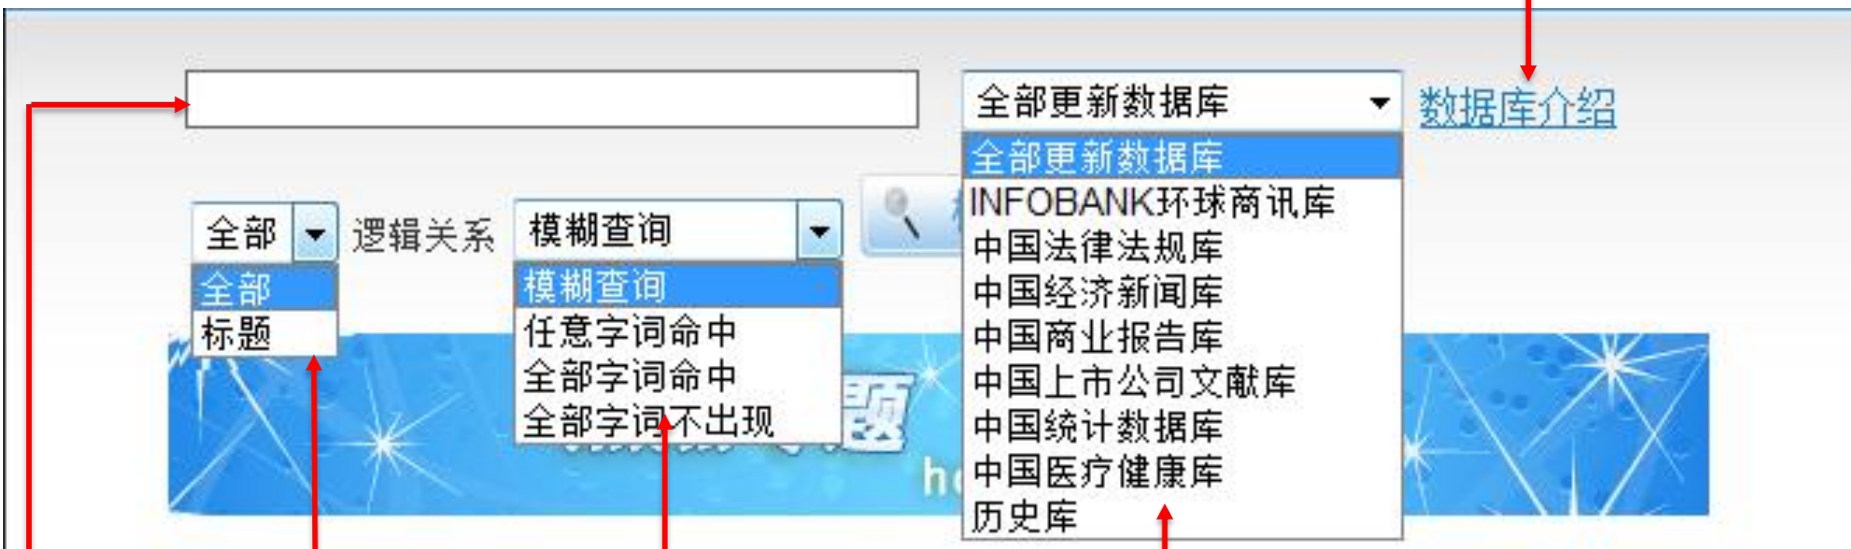 全部更新数据库
数据库介绍
全部更新数据库
INFOBANK环球商讯库
中国法律法规库
中国经济新闻库
中国商业报告库
中国上市公司文献库
中国统计数据库
中国医疗健康库
历史库
全部
逻辑关系
模糊查询
全部
标题
模糊查询
任意字词命中
全部字词命中
全部字词不出现
题